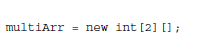 multiArr = new int[2][];